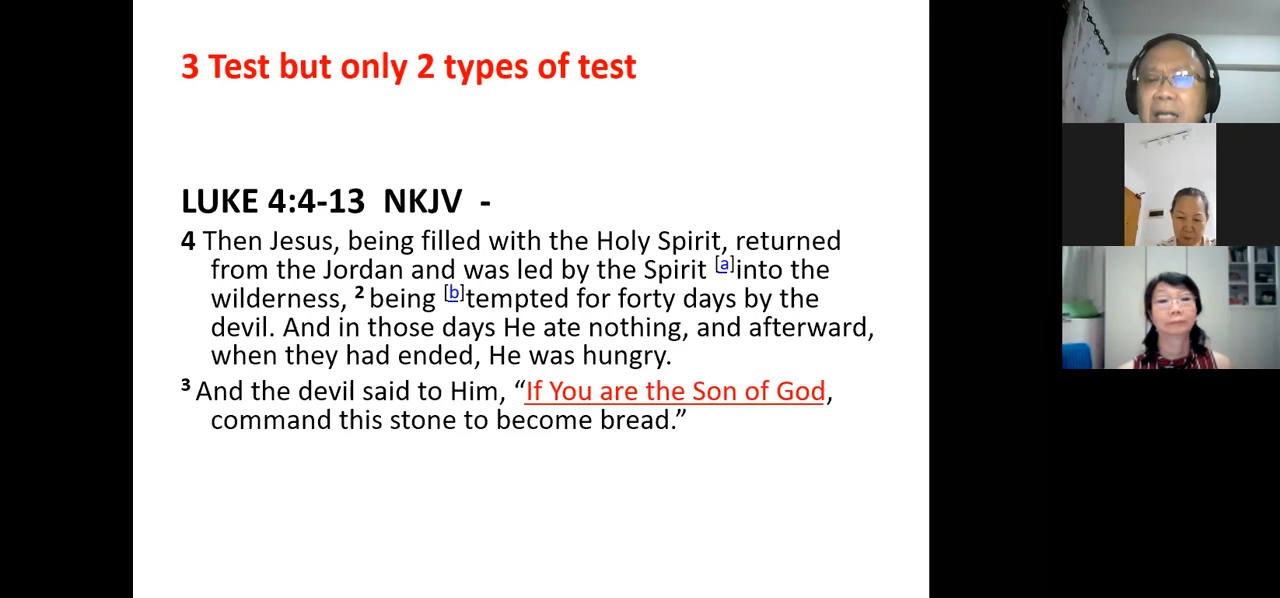 3 Test but only 2 types of test
LUKE 4:4-13 NKJV -
4 Then Jesus, being filled with the Holy Spirit, returned
from the Jordan and was led by the Spirit [a]into the
wilderness, 2 being [b]tempted for forty days by the
devil. And in those days He ate nothing, and afterward,
when they had ended, He was hungry.
3 And the devil said to Him, “If You are the Son of God,
command this stone to become bread.”